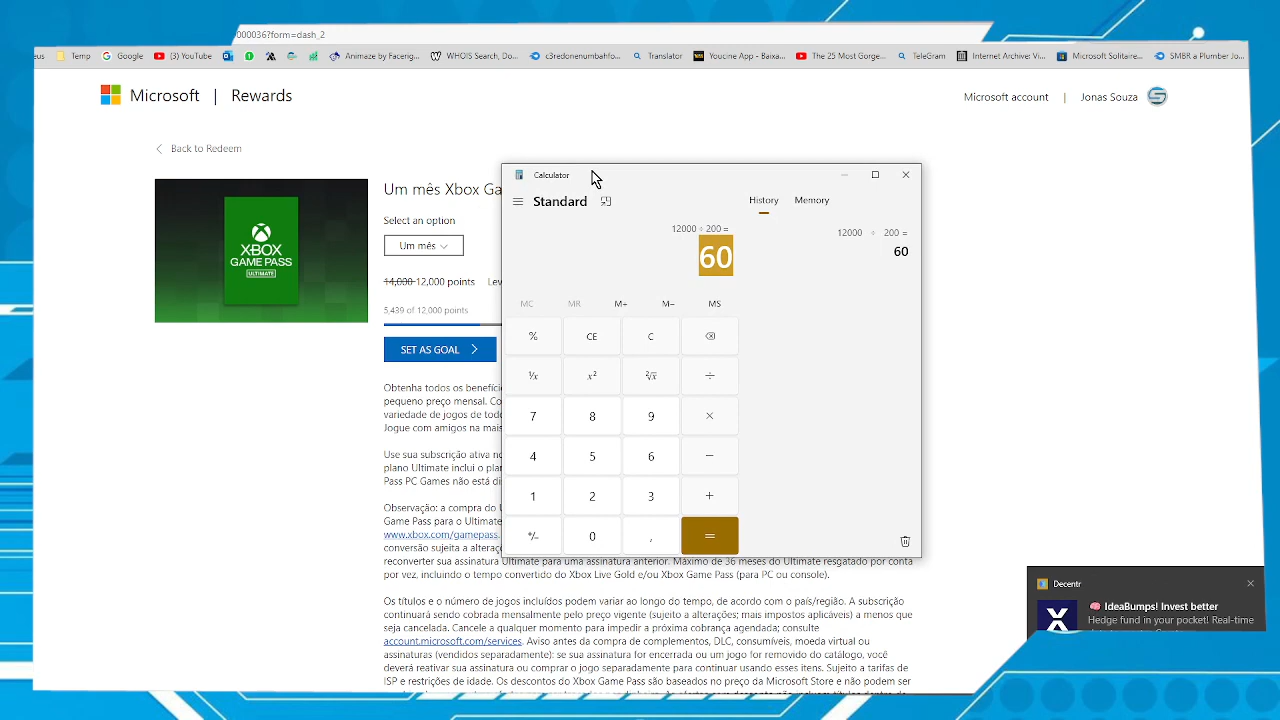 000036?form=dash_2
eus Temp Google (3) YouTube Animaze by Facerig... WHOIS Search, Do... c3redonenumbahfo... Translator Youcine App - Baixa... The 25 Most Gorge... TeleGram Internet Archive: Vi... Microsoft Solitaire... SMBR a Plumber Jo...
Microsoft | Rewards
Microsoft account | Jonas Souza
Back to Redeem
XBOX
GAME PASS
ULTIMATE
Um mês Xbox Ga
Select an option
Um mês
14,000 12,000 points Lev
5,439 of 12,000 points
SET AS GOAL
Calculator
Standard
History Memory
12000 ÷ 200 =
60
12000 ÷ 200 =
60
MC MR M+ M− MS
% CE C
⅟x x² ²√x ÷
7 8 9 ×
4 5 6 −
1 2 3 +
+/− 0 , =
Obtenha todos os benefíci
pequeno preço mensal. Co
variedade de jogos de tod
Jogue com amigos na mais
Use sua subscrição ativa n
plano Ultimate inclui o plan
Pass PC Games não está di
Observação: a compra do U
Game Pass para o Ultimate
www.xbox.com/gamepass.
conversão sujeita a alteraç
reconverter sua assinatura Ultimate para uma assinatura anterior. Máximo de 36 meses do Ultimate resgatado por conta
por vez, incluindo o tempo convertido do Xbox Live Gold e/ou Xbox Game Pass (para PC ou console).
Os títulos e o número de jogos incluídos podem variar ao longo do tempo, de acordo com o país/região. A subscrição
continuará sendo cobrada mensalmente pelo preço vigente (sujeito a alterações; mais impostos aplicáveis) a menos que
seja cancelada. Cancele a qualquer momento para impedir a próxima cobrança agendada; consulte
account.microsoft.com/services. Aviso antes da compra de complementos, DLC, consumíveis, moeda virtual ou
assinaturas (vendidos separadamente): se sua assinatura for encerrada ou um jogo for removido do catálogo, você
deverá reativar sua assinatura ou comprar o jogo separadamente para continuar usando esses itens. Sujeito a tarifas de
ISP e restrições de idade. Os descontos do Xbox Game Pass são baseados no preço da Microsoft Store e não podem ser
Decentr
IdeaBumps! Invest better
Hedge fund in your pocket! Real-time